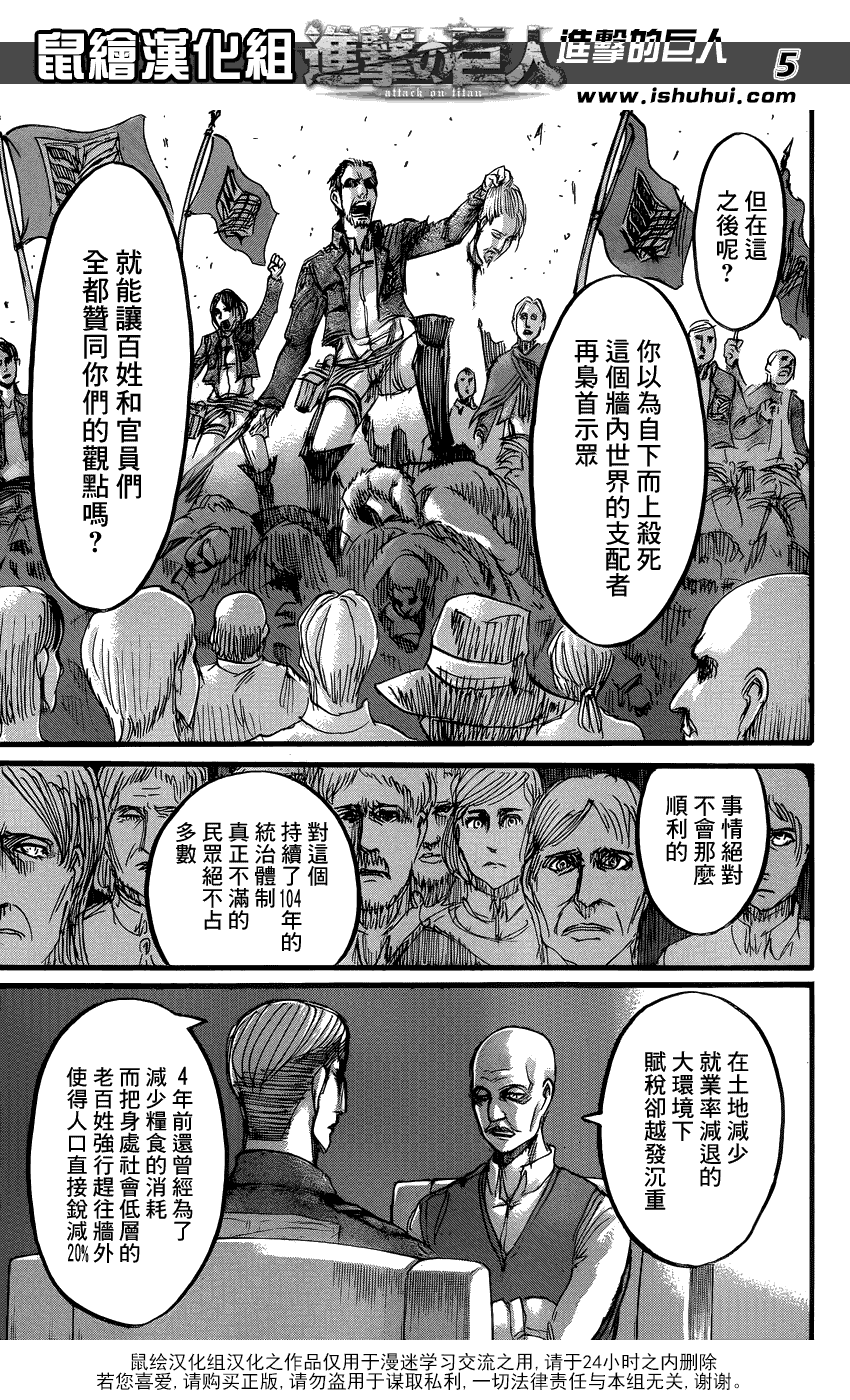 鼠繪漢化組
進撃の巨人
attack on titan
進擊的巨人
5
www.ishuhui.com
但在這
之後呢？
你以為自下而上殺死
這個牆內世界的支配者
再梟首示眾
就能讓百姓和官員們
全都贊同你們的觀點嗎？
事情絕對
不會那麼
順利的
對這個
持續了104年的
統治體制
真正不滿的
民眾絕不占
多數
在土地減少
就業率減退的
大環境下
賦稅卻越發沉重
4年前還曾經為了
減少糧食的消耗
而把身處社會低層的
老百姓強行趕往牆外
使得人口直接銳減20%
鼠绘汉化组汉化之作品仅用于漫迷学习交流之用, 请于24小时之内删除
若您喜爱, 请购买正版, 请勿盗用于谋取私利, 一切法律责任与本组无关, 谢谢.